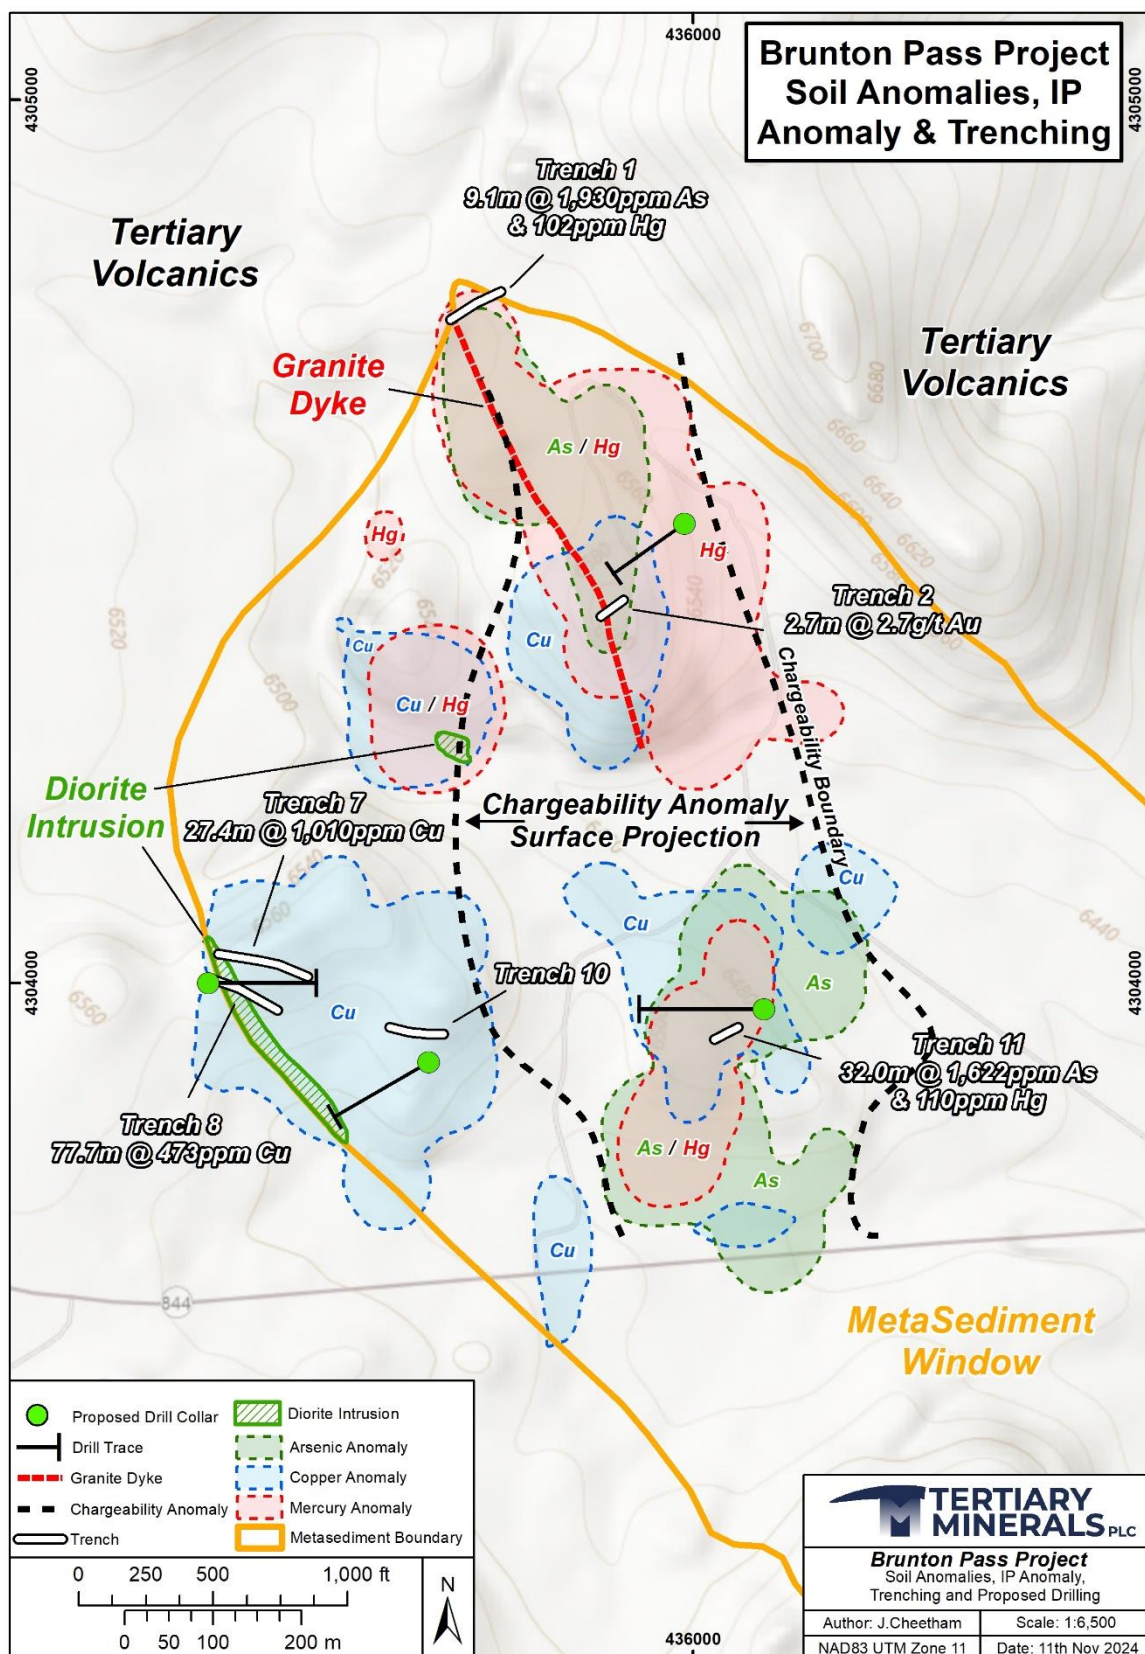 436000
4305000
4305000
Brunton Pass Project
Soil Anomalies, IP
Anomaly & Trenching
Trench 1
9.1m @ 1,930ppm As
& 102ppm Hg
Tertiary
Volcanics
Tertiary
Volcanics
6700
6680
6660
6640
6600
6620
6560
Granite
Dyke
As / Hg
Hg
Hg
6520
6520
6540
Trench 2
2.7m @ 2.7g/t Au
Cu
Cu
Cu / Hg
6500
Chargeability Boundary
Diorite
Intrusion
Trench 7
27.4m @ 1,010ppm Cu
Chargeability Anomaly
Surface Projection
6540
6560
6440
Cu
Cu
Trench 10
4304000
4304000
6560
Cu
As
Trench 11
32.0m @ 1,622ppm As
& 110ppm Hg
Trench 8
77.7m @ 473ppm Cu
As / Hg
As
Cu
844
MetaSediment
Window
Proposed Drill Collar
Drill Trace
Granite Dyke
Chargeability Anomaly
Trench
Diorite Intrusion
Arsenic Anomaly
Copper Anomaly
Mercury Anomaly
Metasediment Boundary
0 250 500 1,000 ft
0 50 100 200 m
N
TERTIARY
MINERALS PLC
Brunton Pass Project
Soil Anomalies, IP Anomaly,
Trenching and Proposed Drilling
Author: J.Cheetham
Scale: 1:6,500
NAD83 UTM Zone 11
Date: 11th Nov 2024
436000